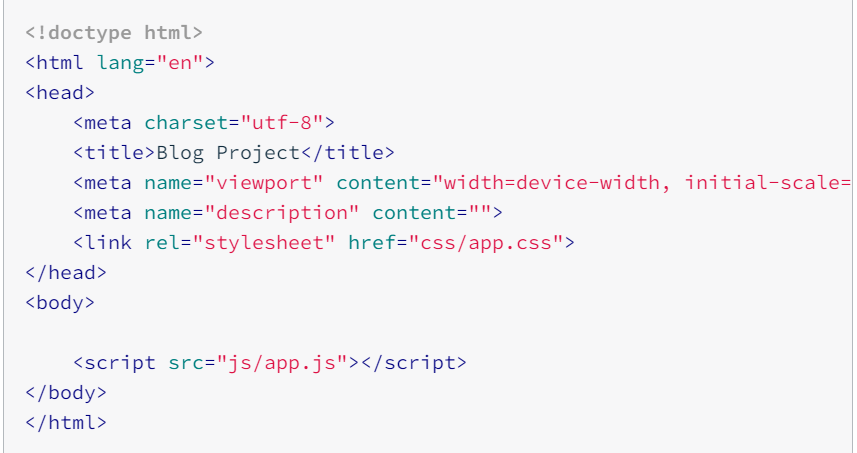 <!doctype html>
<html lang="en">
<head>
    <meta charset="utf-8">
    <title>Blog Project</title>
    <meta name="viewport" content="width=device-width, initial-scale=
    <meta name="description" content="">
    <link rel="stylesheet" href="css/app.css">
</head>
<body>
    <script src="js/app.js"></script>
</body>
</html>